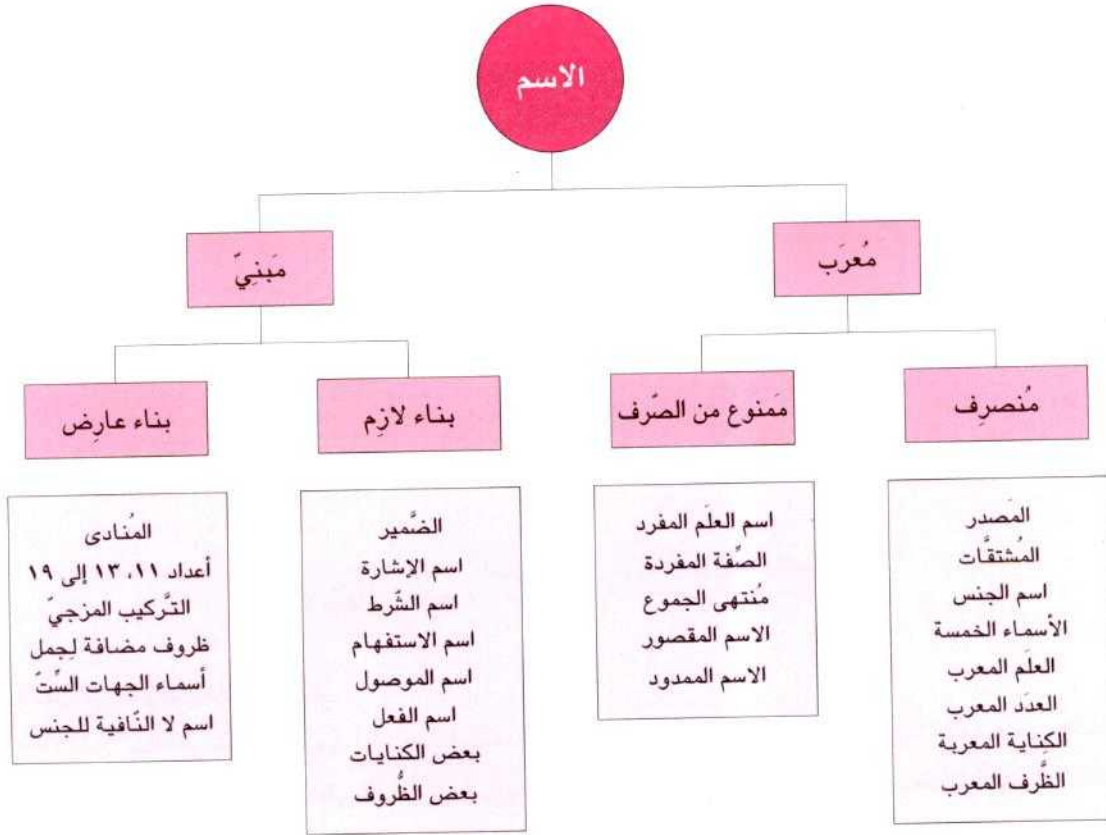 الاسم
مُعرَب
مَبنِيّ
مُنصرِف
مَمنوع من الصّرف
بناء لازِم
بناء عارِض
المَصدر
المُشتقَّات
اسم الجنس
الأسماء الخمسة
العلَم المعرب
العدَد المعرب
الكِناية المعربة
الظَّرف المعرب
اسم العلَم المفرد
الصِّفة المفردة
مُنتهى الجموع
الاسم المقصور
الاسم الممدود
الضَّمير
اسم الإشارة
اسم الشّرط
اسم الاستفهام
اسم الموصول
اسم الفعل
بعض الكنايات
بعض الظُّروف
المُنادى
أعداد ١١، ١٣ إلى ١٩
التَّركيب المزجيّ
ظروف مضافة لِجمل
أسماء الجهات السِّتّ
اسم لا النّافية للجنس